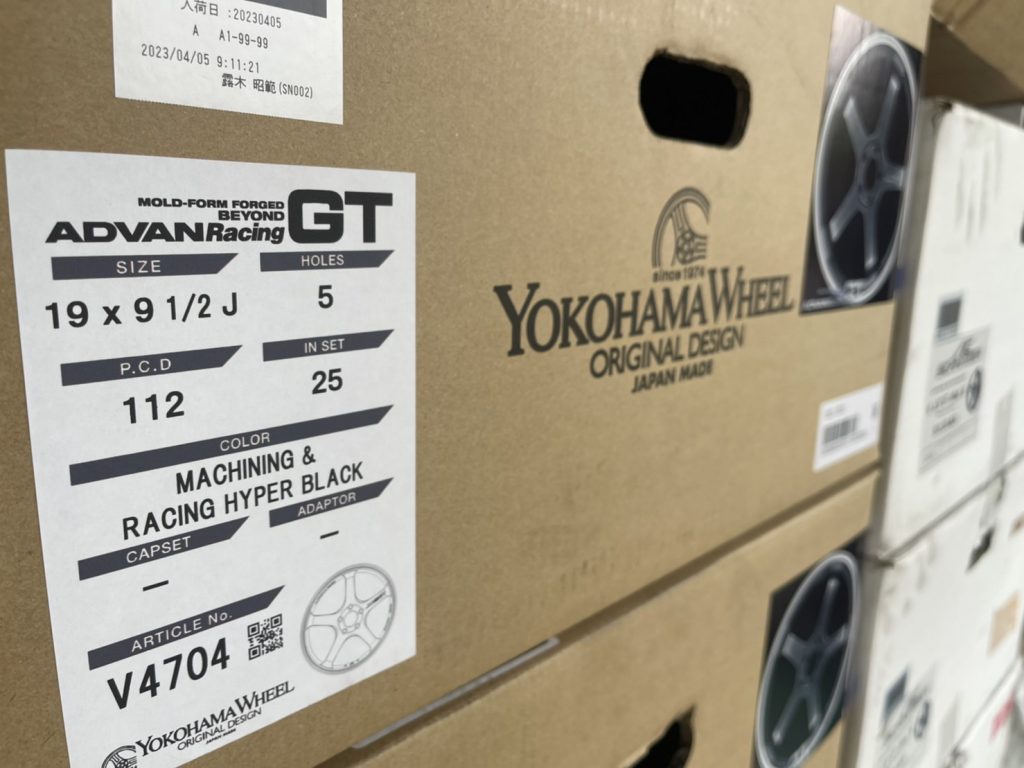 入荷日 :20230405
A A1-99-99
2023/04/05 9:11:21
露木 昭範(SN002)
MOLD-FORM FORGED
BEYOND
ADVAN Racing GT
SIZE
HOLES
19 x 9 1/2 J
5
P.C.D
IN SET
112
25
COLOR
MACHINING &
RACING HYPER BLACK
CAPSET
ADAPTOR
—
—
ARTICLE No.
V4704
YOKOHAMA WHEEL
ORIGINAL DESIGN
JAPAN MADE
since 1974
YOKOHAMA WHEEL
ORIGINAL DESIGN
JAPAN MADE